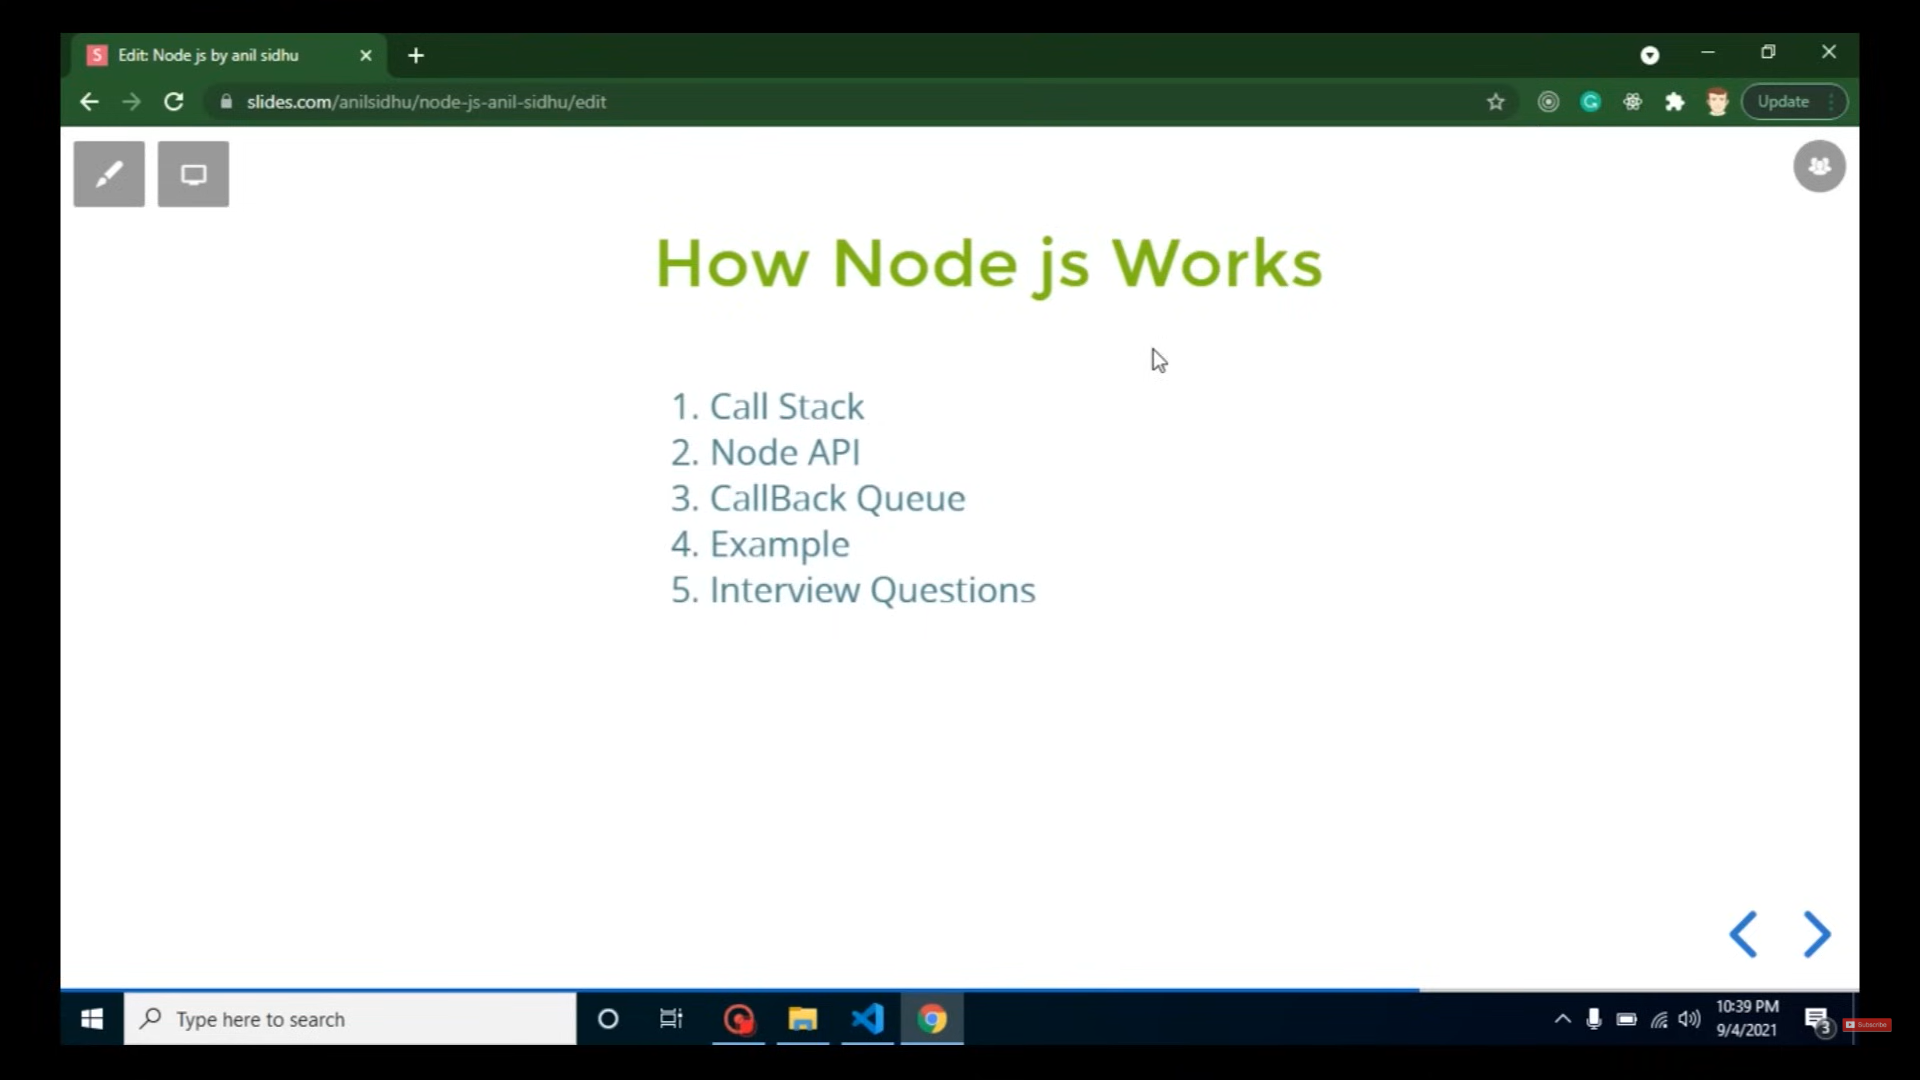 S Edit: Node js by anil sidhu
slides.com/anilsidhu/node-js-anil-sidhu/edit
Update
How Node js Works
1. Call Stack
2. Node API
3. CallBack Queue
4. Example
5. Interview Questions
Type here to search
10:39 PM
9/4/2021
3
Subscribe